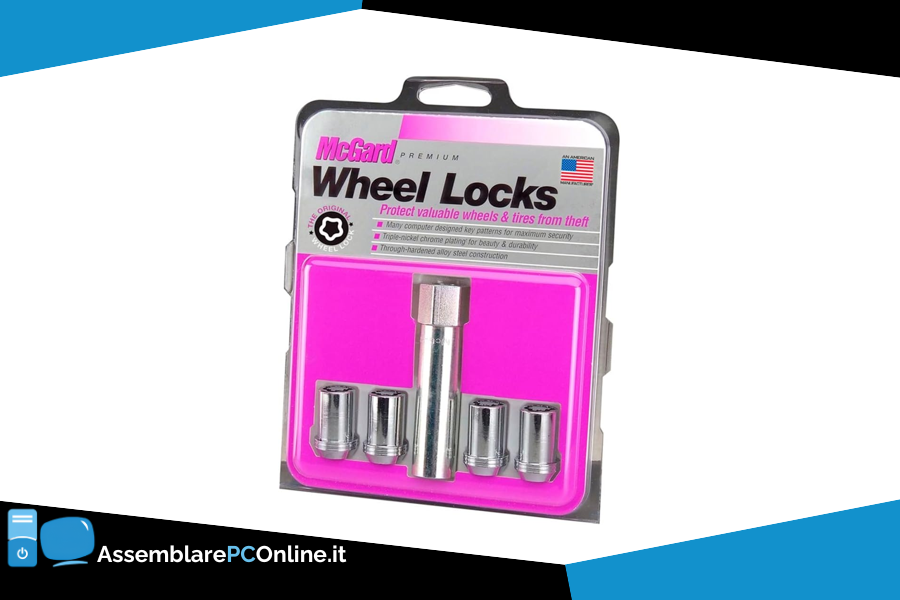 McGard® PREMIUM
AN AMERICAN
Wheel Locks
Protect valuable wheels & tires from theft
THE ORIGINAL
WHEEL LOCK
Many computer designed key patterns for maximum security
Triple-nickel chrome plating for beauty & durability
Through-hardened alloy steel construction
AssemblarePCOnline.it